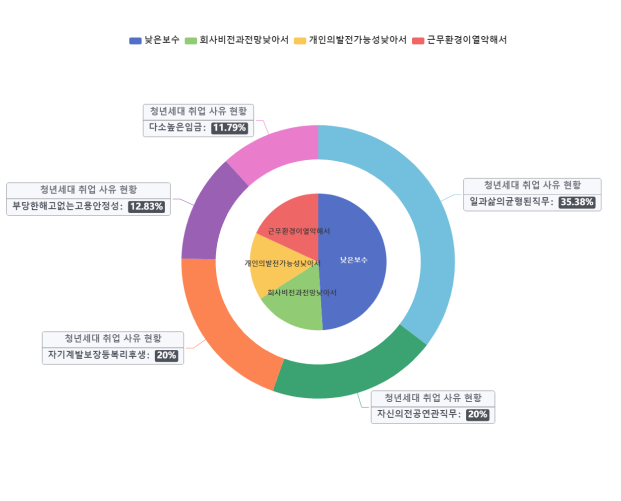 낮은보수 회사비전과전망낮아서 개인의발전가능성낮아서 근무환경이열악해서
청년세대 취업 사유 현황
다소높은임금: 11.79%
청년세대 취업 사유 현황
일과삶의균형된직무: 35.38%
청년세대 취업 사유 현황
부당한해고없는고용안정성: 12.83%
근무환경이열악해서
낮은보수
개인의발전가능성낮아서
회사비전과전망낮아서
청년세대 취업 사유 현황
자기계발보장등복리후생: 20%
청년세대 취업 사유 현황
자신의전공연관직무: 20%